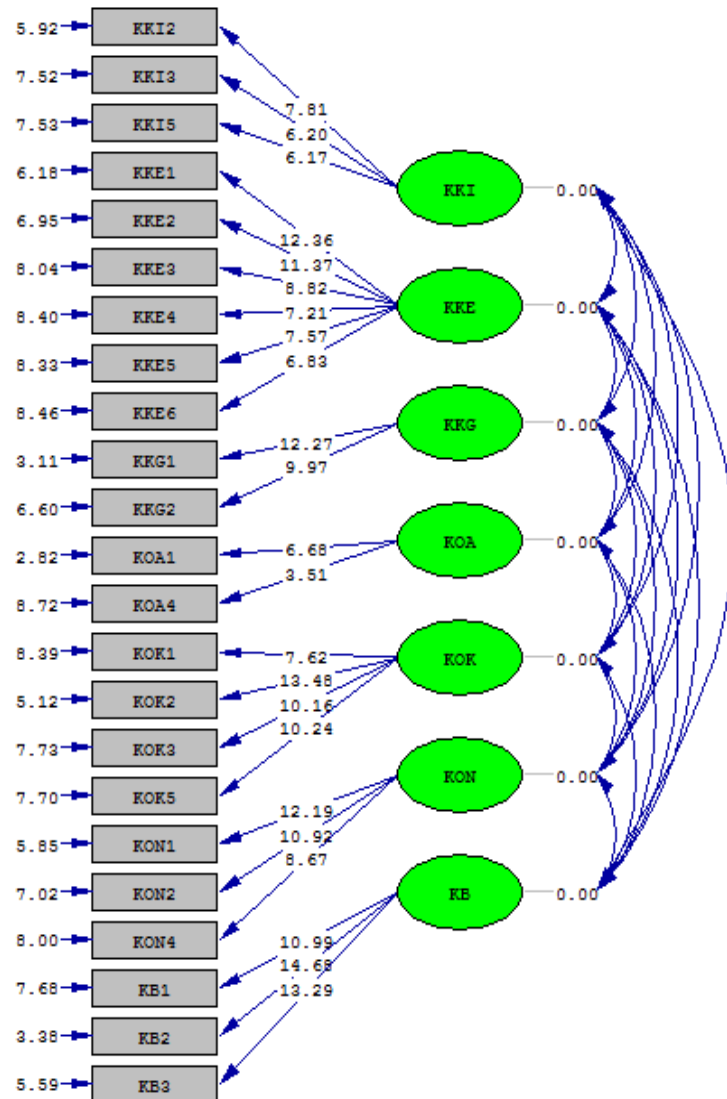 5.92 KKI2
7.52 KKI3
7.53 KKI5
6.18 KKE1
6.95 KKE2
8.04 KKE3
8.40 KKE4
8.33 KKE5
8.46 KKE6
3.11 KKG1
6.60 KKG2
2.82 KOA1
8.72 KOA4
8.39 KOK1
5.12 KOK2
7.73 KOK3
7.70 KOK5
5.85 KON1
7.02 KON2
8.00 KON4
7.68 KB1
3.38 KB2
5.59 KB3
7.81
6.20
6.17
12.36
11.37
8.82
7.21
7.57
6.83
12.27
9.97
6.68
3.51
7.62
13.48
10.16
10.24
12.19
10.92
8.67
10.99
14.68
13.29
KKI 0.00
KKE 0.00
KKG 0.00
KOA 0.00
KOK 0.00
KON 0.00
KB 0.00